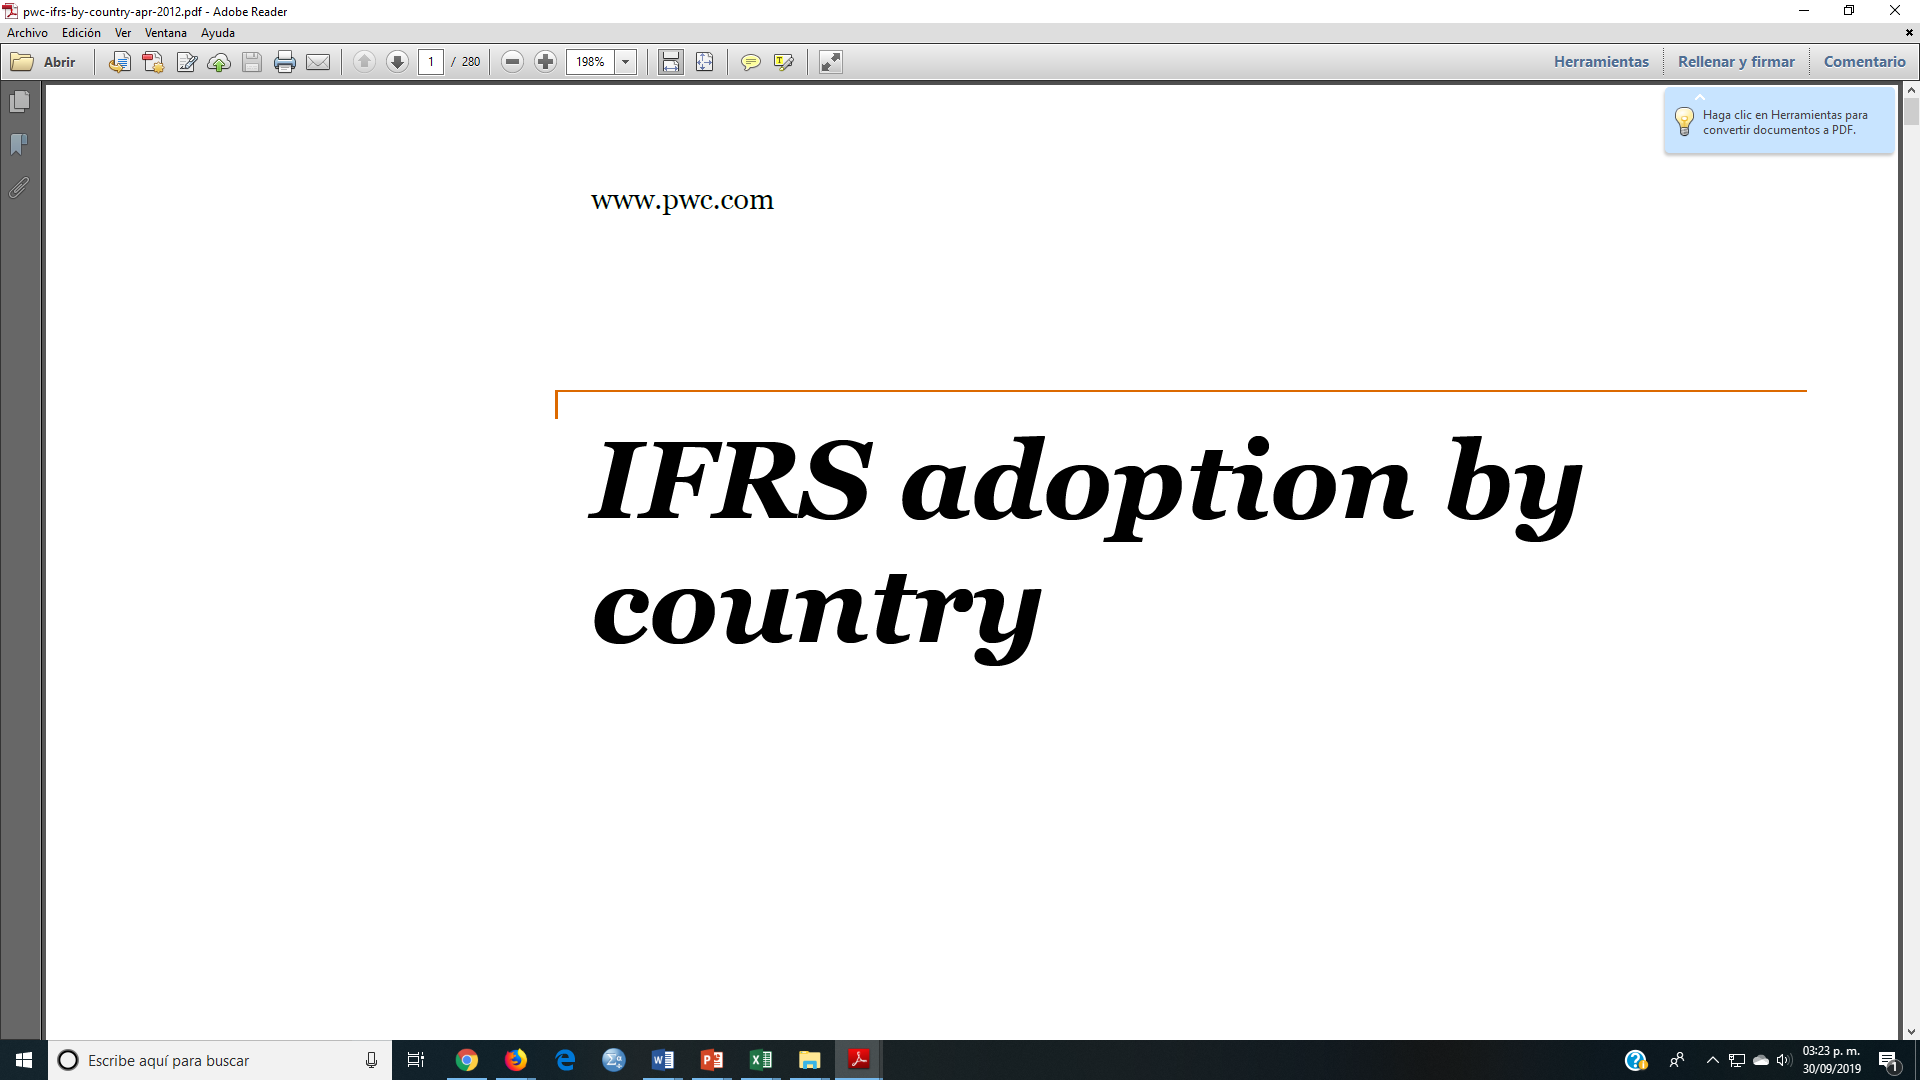 pwc-ifrs-by-country-apr-2012.pdf - Adobe Reader
Archivo Edición Ver Ventana Ayuda
Abrir 1 / 280 198% Herramientas Rellenar y firmar Comentario
Haga clic en Herramientas para
convertir documentos a PDF.
www.pwc.com
IFRS adoption by
country
Escribe aquí para buscar
03:23 p. m.
30/09/2019
1